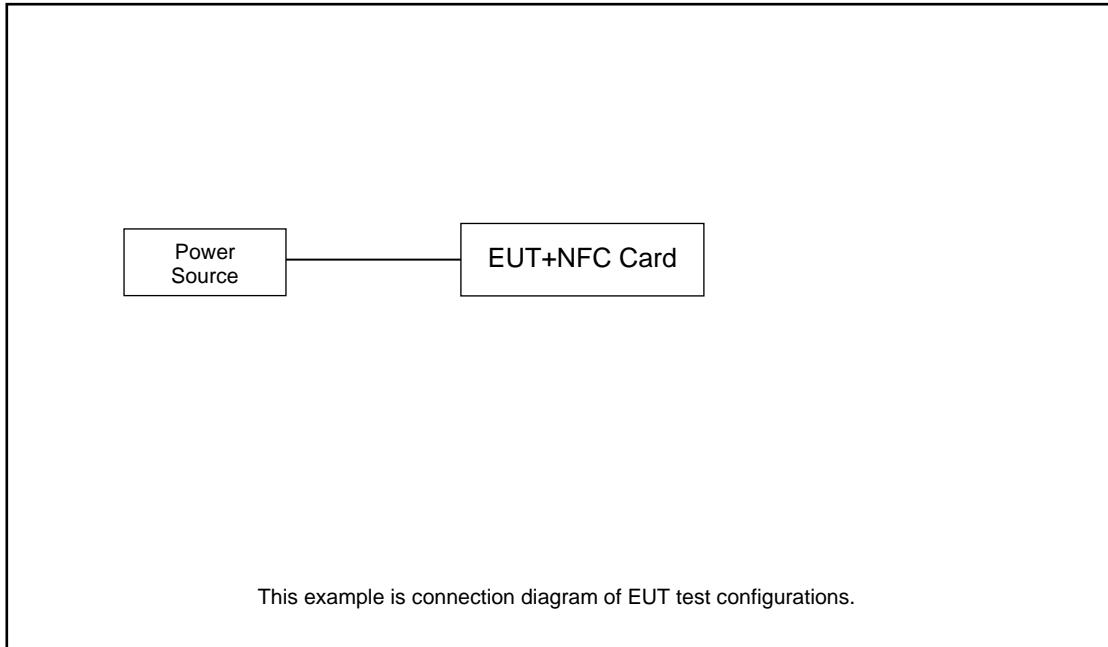 Power
Source
EUT+NFC Card
This example is connection diagram of EUT test configurations.